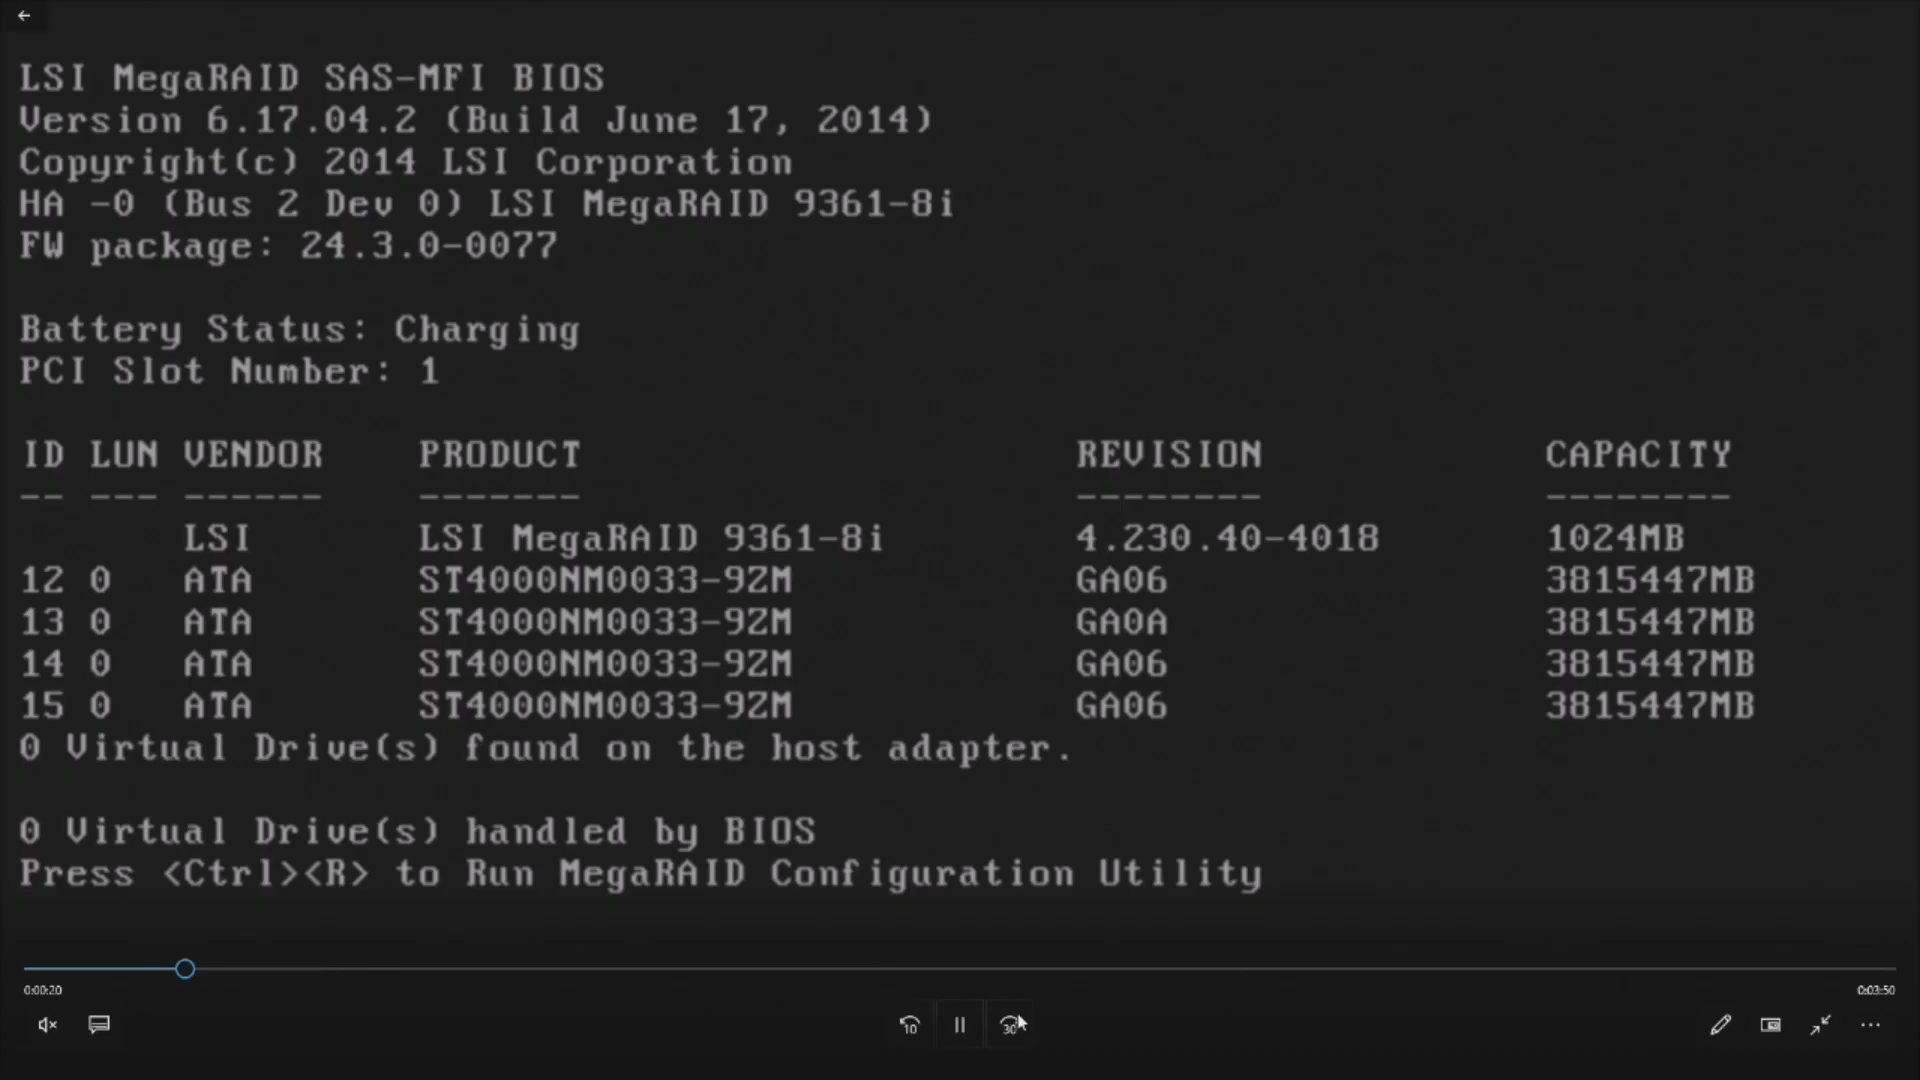 LSI MegaRAID SAS-MFI BIOS
Version 6.17.04.2 (Build June 17, 2014)
Copyright(c) 2014 LSI Corporation
HA -0 (Bus 2 Dev 0) LSI MegaRAID 9361-8i
FW package: 24.3.0-0077
Battery Status: Charging
PCI Slot Number: 1
ID LUN VENDOR PRODUCT REVISION CAPACITY
-- --- ------ ------- -------- --------
LSI LSI MegaRAID 9361-8i 4.230.40-4018 1024MB
12 0 ATA ST4000NM0033-9ZM GA06 3815447MB
13 0 ATA ST4000NM0033-9ZM GA0A 3815447MB
14 0 ATA ST4000NM0033-9ZM GA06 3815447MB
15 0 ATA ST4000NM0033-9ZM GA06 3815447MB
0 Virtual Drive(s) found on the host adapter.
0 Virtual Drive(s) handled by BIOS
Press <Ctrl><R> to Run MegaRAID Configuration Utility
0:00:20 0:03:50
10 30